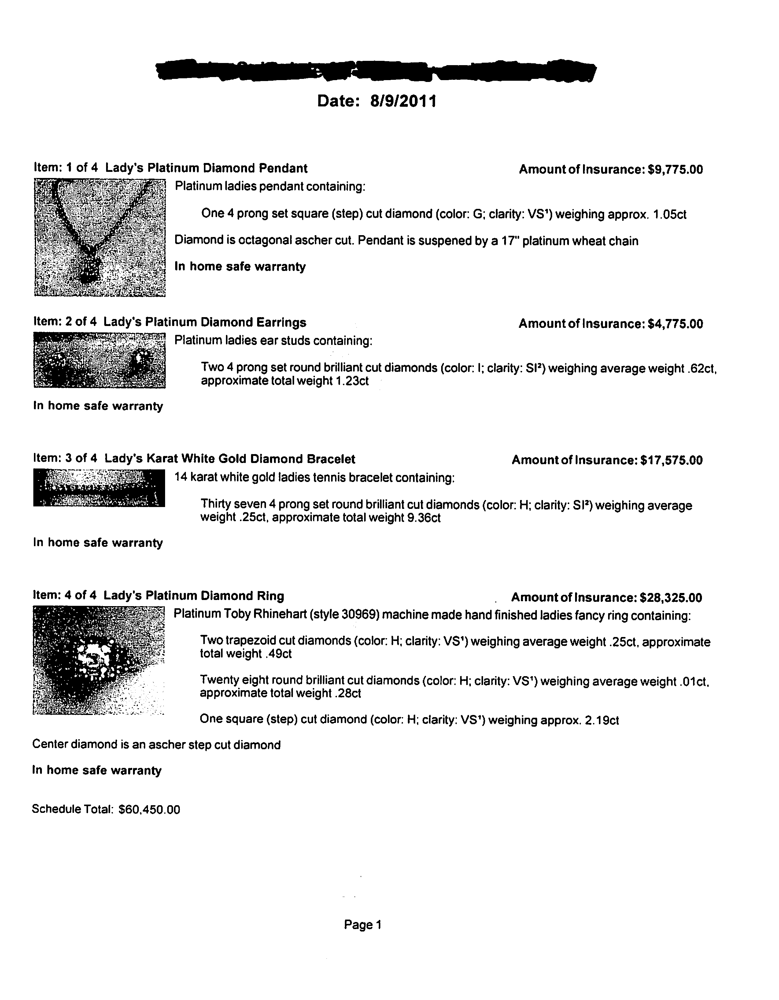 Date: 8/9/2011
Item: 1 of 4 Lady's Platinum Diamond Pendant
Amount of Insurance: $9,775.00
Platinum ladies pendant containing:
One 4 prong set square (step) cut diamond (color: G; clarity: VS¹) weighing approx. 1.05ct
Diamond is octagonal ascher cut. Pendant is suspened by a 17" platinum wheat chain
In home safe warranty
Item: 2 of 4 Lady's Platinum Diamond Earrings
Amount of Insurance: $4,775.00
Platinum ladies ear studs containing:
Two 4 prong set round brilliant cut diamonds (color: I; clarity: SI²) weighing average weight .62ct,
approximate total weight 1.23ct
In home safe warranty
Item: 3 of 4 Lady's Karat White Gold Diamond Bracelet
Amount of Insurance: $17,575.00
14 karat white gold ladies tennis bracelet containing:
Thirty seven 4 prong set round brilliant cut diamonds (color: H; clarity: SI²) weighing average
weight .25ct, approximate total weight 9.36ct
In home safe warranty
Item: 4 of 4 Lady's Platinum Diamond Ring
Amount of Insurance: $28,325.00
Platinum Toby Rhinehart (style 30969) machine made hand finished ladies fancy ring containing:
Two trapezoid cut diamonds (color: H; clarity: VS¹) weighing average weight .25ct, approximate
total weight .49ct
Twenty eight round brilliant cut diamonds (color: H; clarity: VS¹) weighing average weight .01ct,
approximate total weight .28ct
One square (step) cut diamond (color: H; clarity: VS¹) weighing approx. 2.19ct
Center diamond is an ascher step cut diamond
In home safe warranty
Schedule Total: $60,450.00
Page 1